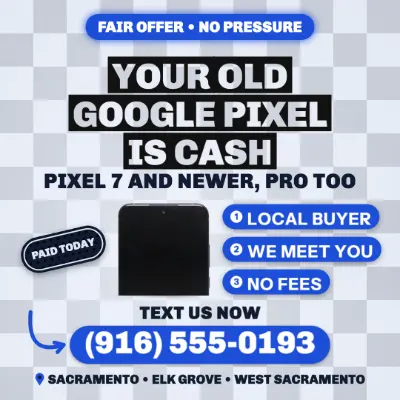 FAIR OFFER • NO PRESSURE
YOUR OLD
GOOGLE PIXEL
IS CASH
PIXEL 7 AND NEWER, PRO TOO
PAID TODAY
1 LOCAL BUYER
2 WE MEET YOU
3 NO FEES
TEXT US NOW
(916) 555-0193
SACRAMENTO • ELK GROVE • WEST SACRAMENTO